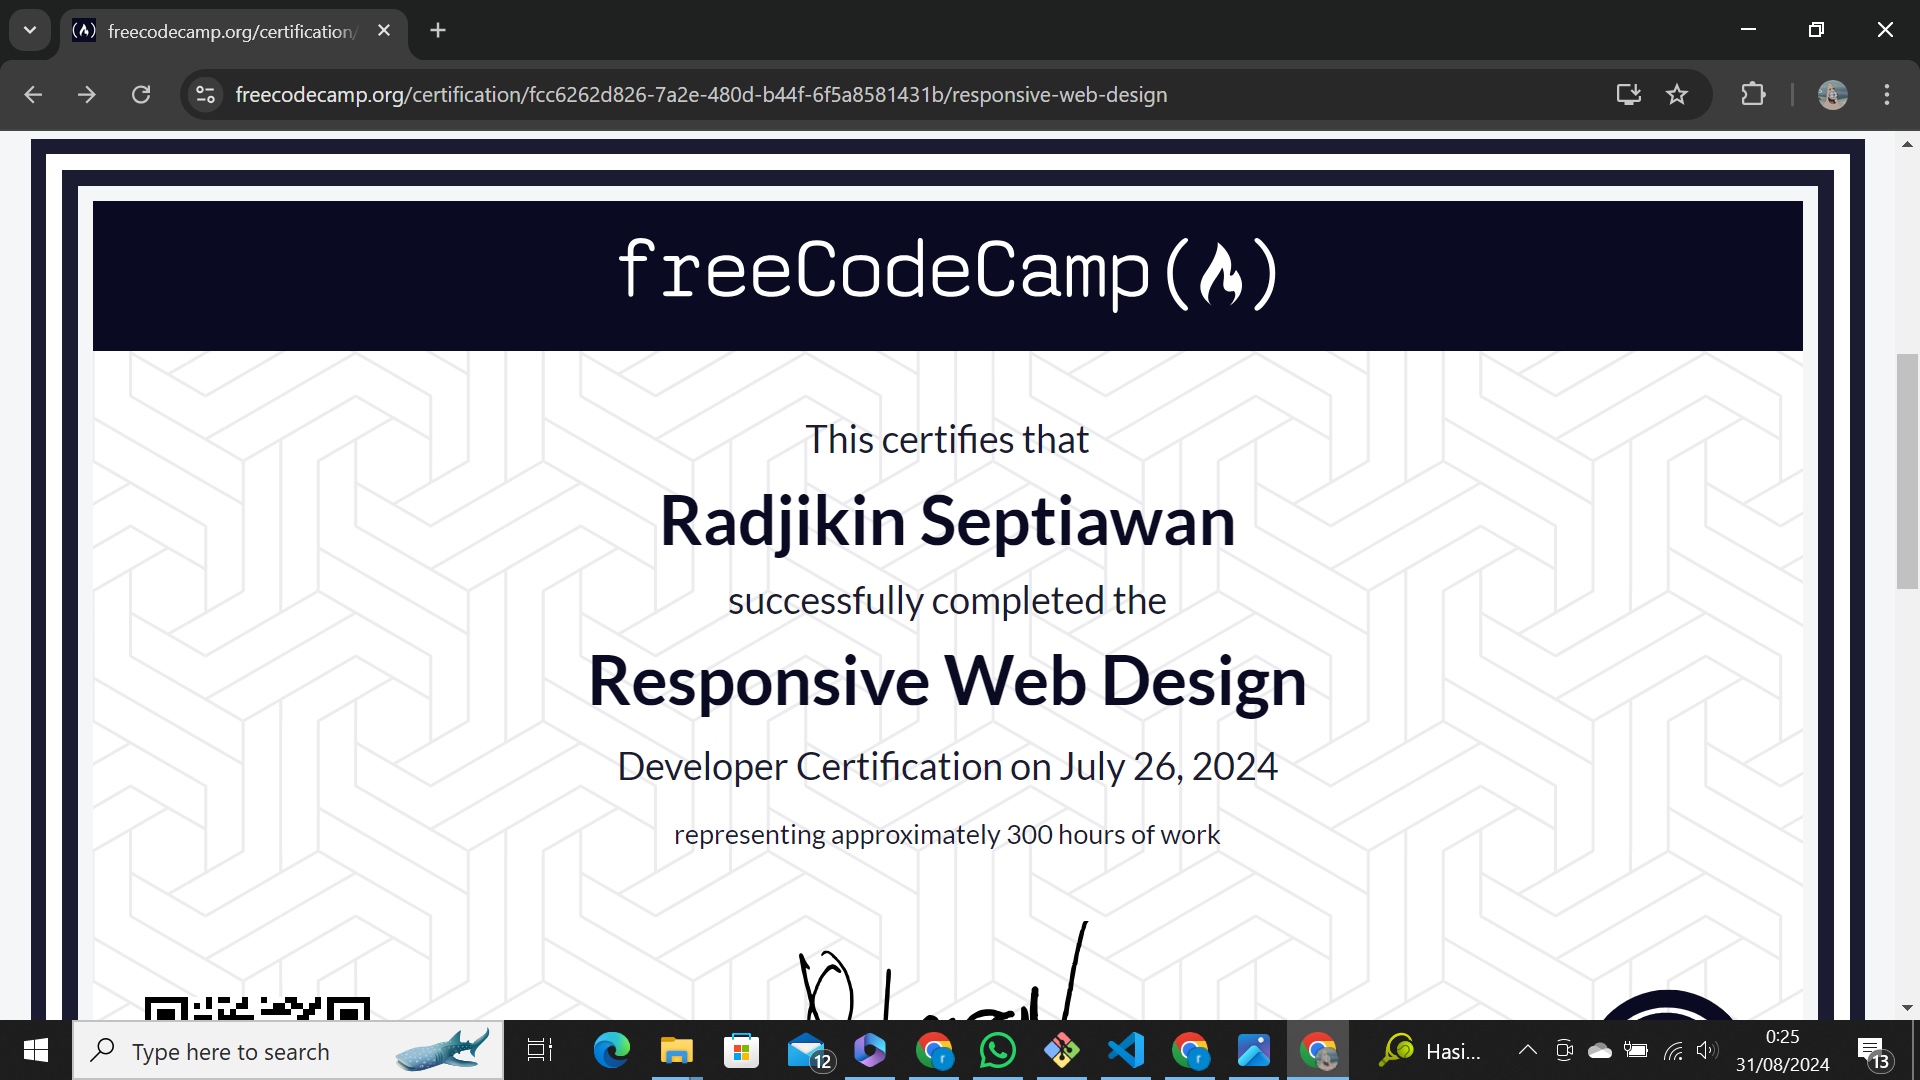 freecodecamp.org/certification/
freecodecamp.org/certification/fcc6262d826-7a2e-480d-b44f-6f5a8581431b/responsive-web-design
freeCodeCamp
This certifies that
Radjikin Septiawan
successfully completed the
Responsive Web Design
Developer Certification on July 26, 2024
representing approximately 300 hours of work
Type here to search
12
Hasi...
0:25
31/08/2024
13